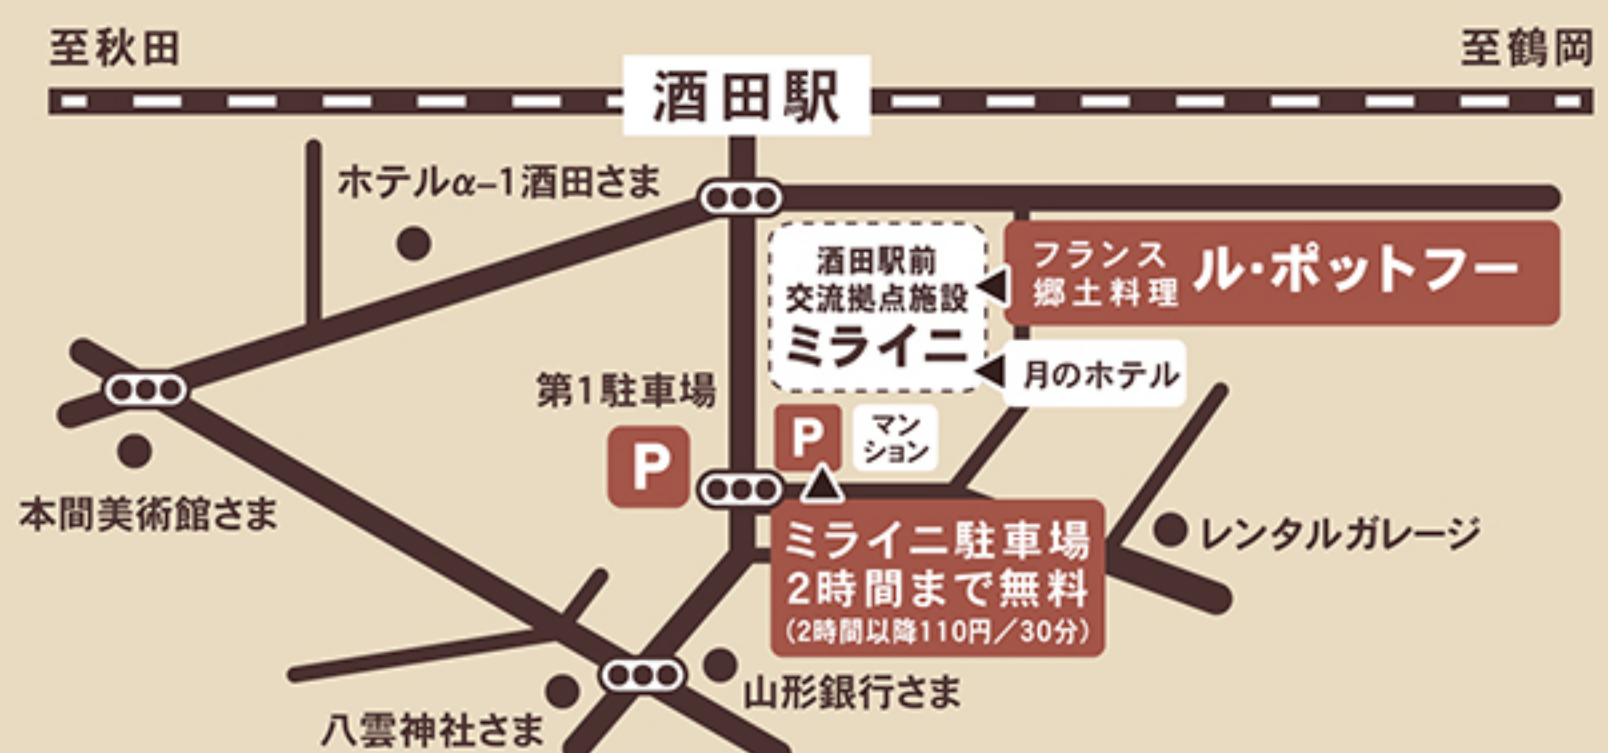 至秋田
至鶴岡
酒田駅
ホテルα–1酒田さま
酒田駅前
交流拠点施設
ミライニ
フランス
郷土料理
ル・ポットフー
月のホテル
第1駐車場
P
P
マン
ション
本間美術館さま
ミライニ駐車場
2時間まで無料
(2時間以降110円/30分)
レンタルガレージ
山形銀行さま
八雲神社さま